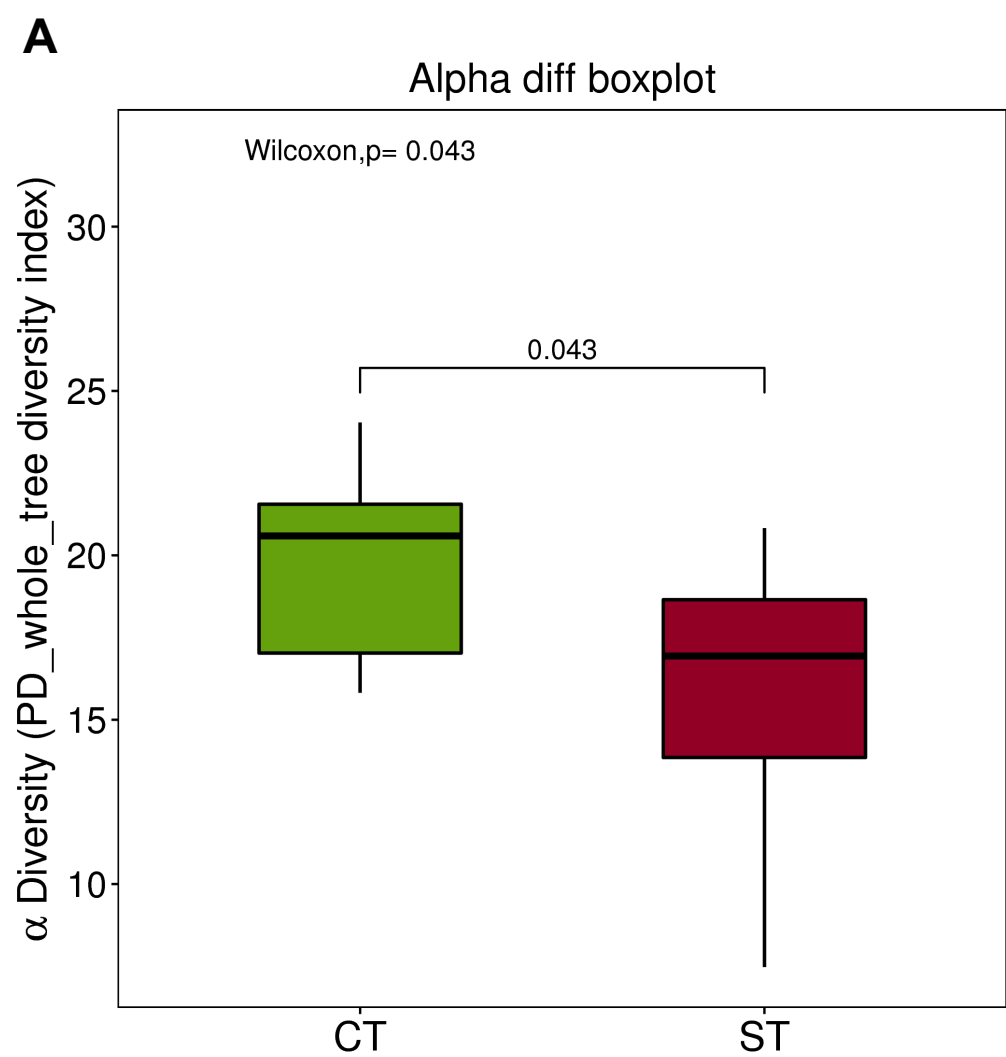 A
Alpha diff boxplot
Wilcoxon,p= 0.043
α Diversity (PD_whole_tree diversity index)
30
25
20
15
10
0.043
CT
ST